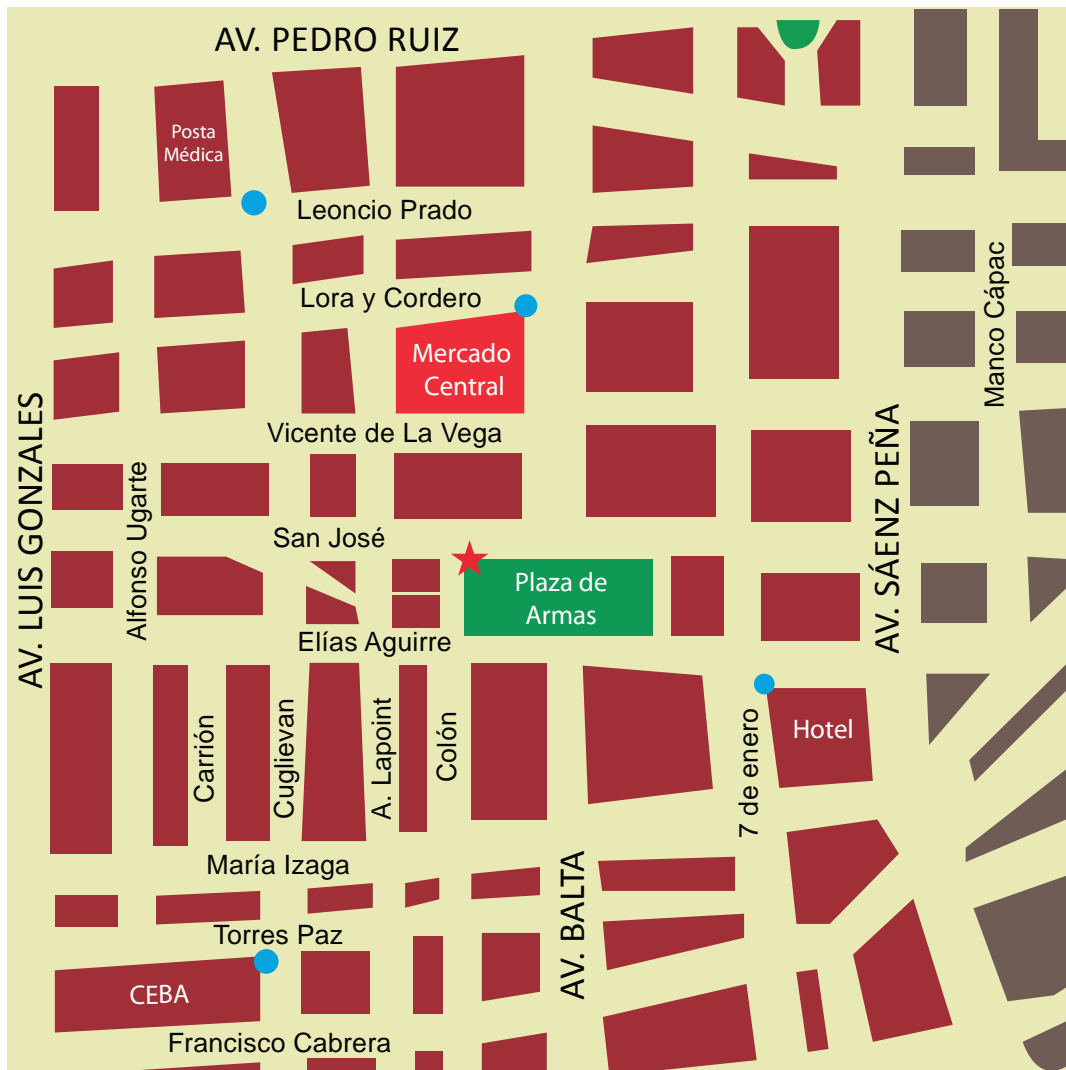 AV. PEDRO RUIZ
Posta
Médica
Leoncio Prado
Lora y Cordero
Mercado
Central
Manco Cápac
Vicente de La Vega
AV. LUIS GONZALES
Alfonso Ugarte
San José
Plaza de
Armas
AV. SÁENZ PEÑA
Elías Aguirre
Carrión
Cuglievan
A. Lapoint
Colón
7 de enero
Hotel
María Izaga
AV. BALTA
Torres Paz
CEBA
Francisco Cabrera